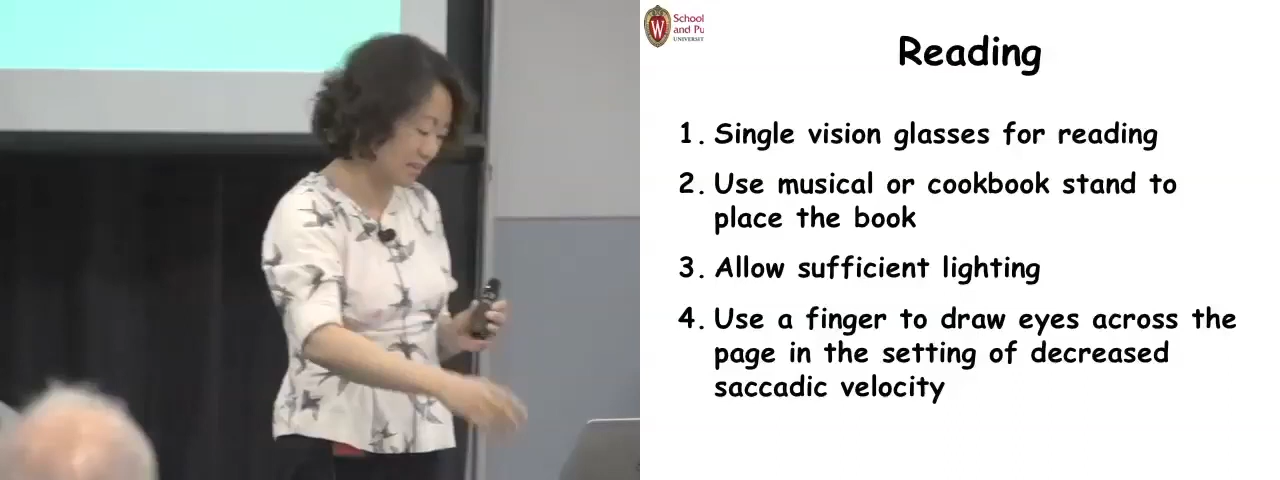 School
and Pu
UNIVERSIT
W
Reading
1. Single vision glasses for reading
2. Use musical or cookbook stand to
place the book
3. Allow sufficient lighting
4. Use a finger to draw eyes across the
page in the setting of decreased
saccadic velocity